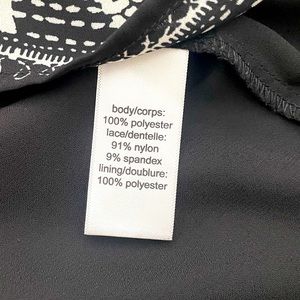 body/corps:
100% polyester
lace/dentelle:
91% nylon
9% spandex
lining/doublure:
100% polyester